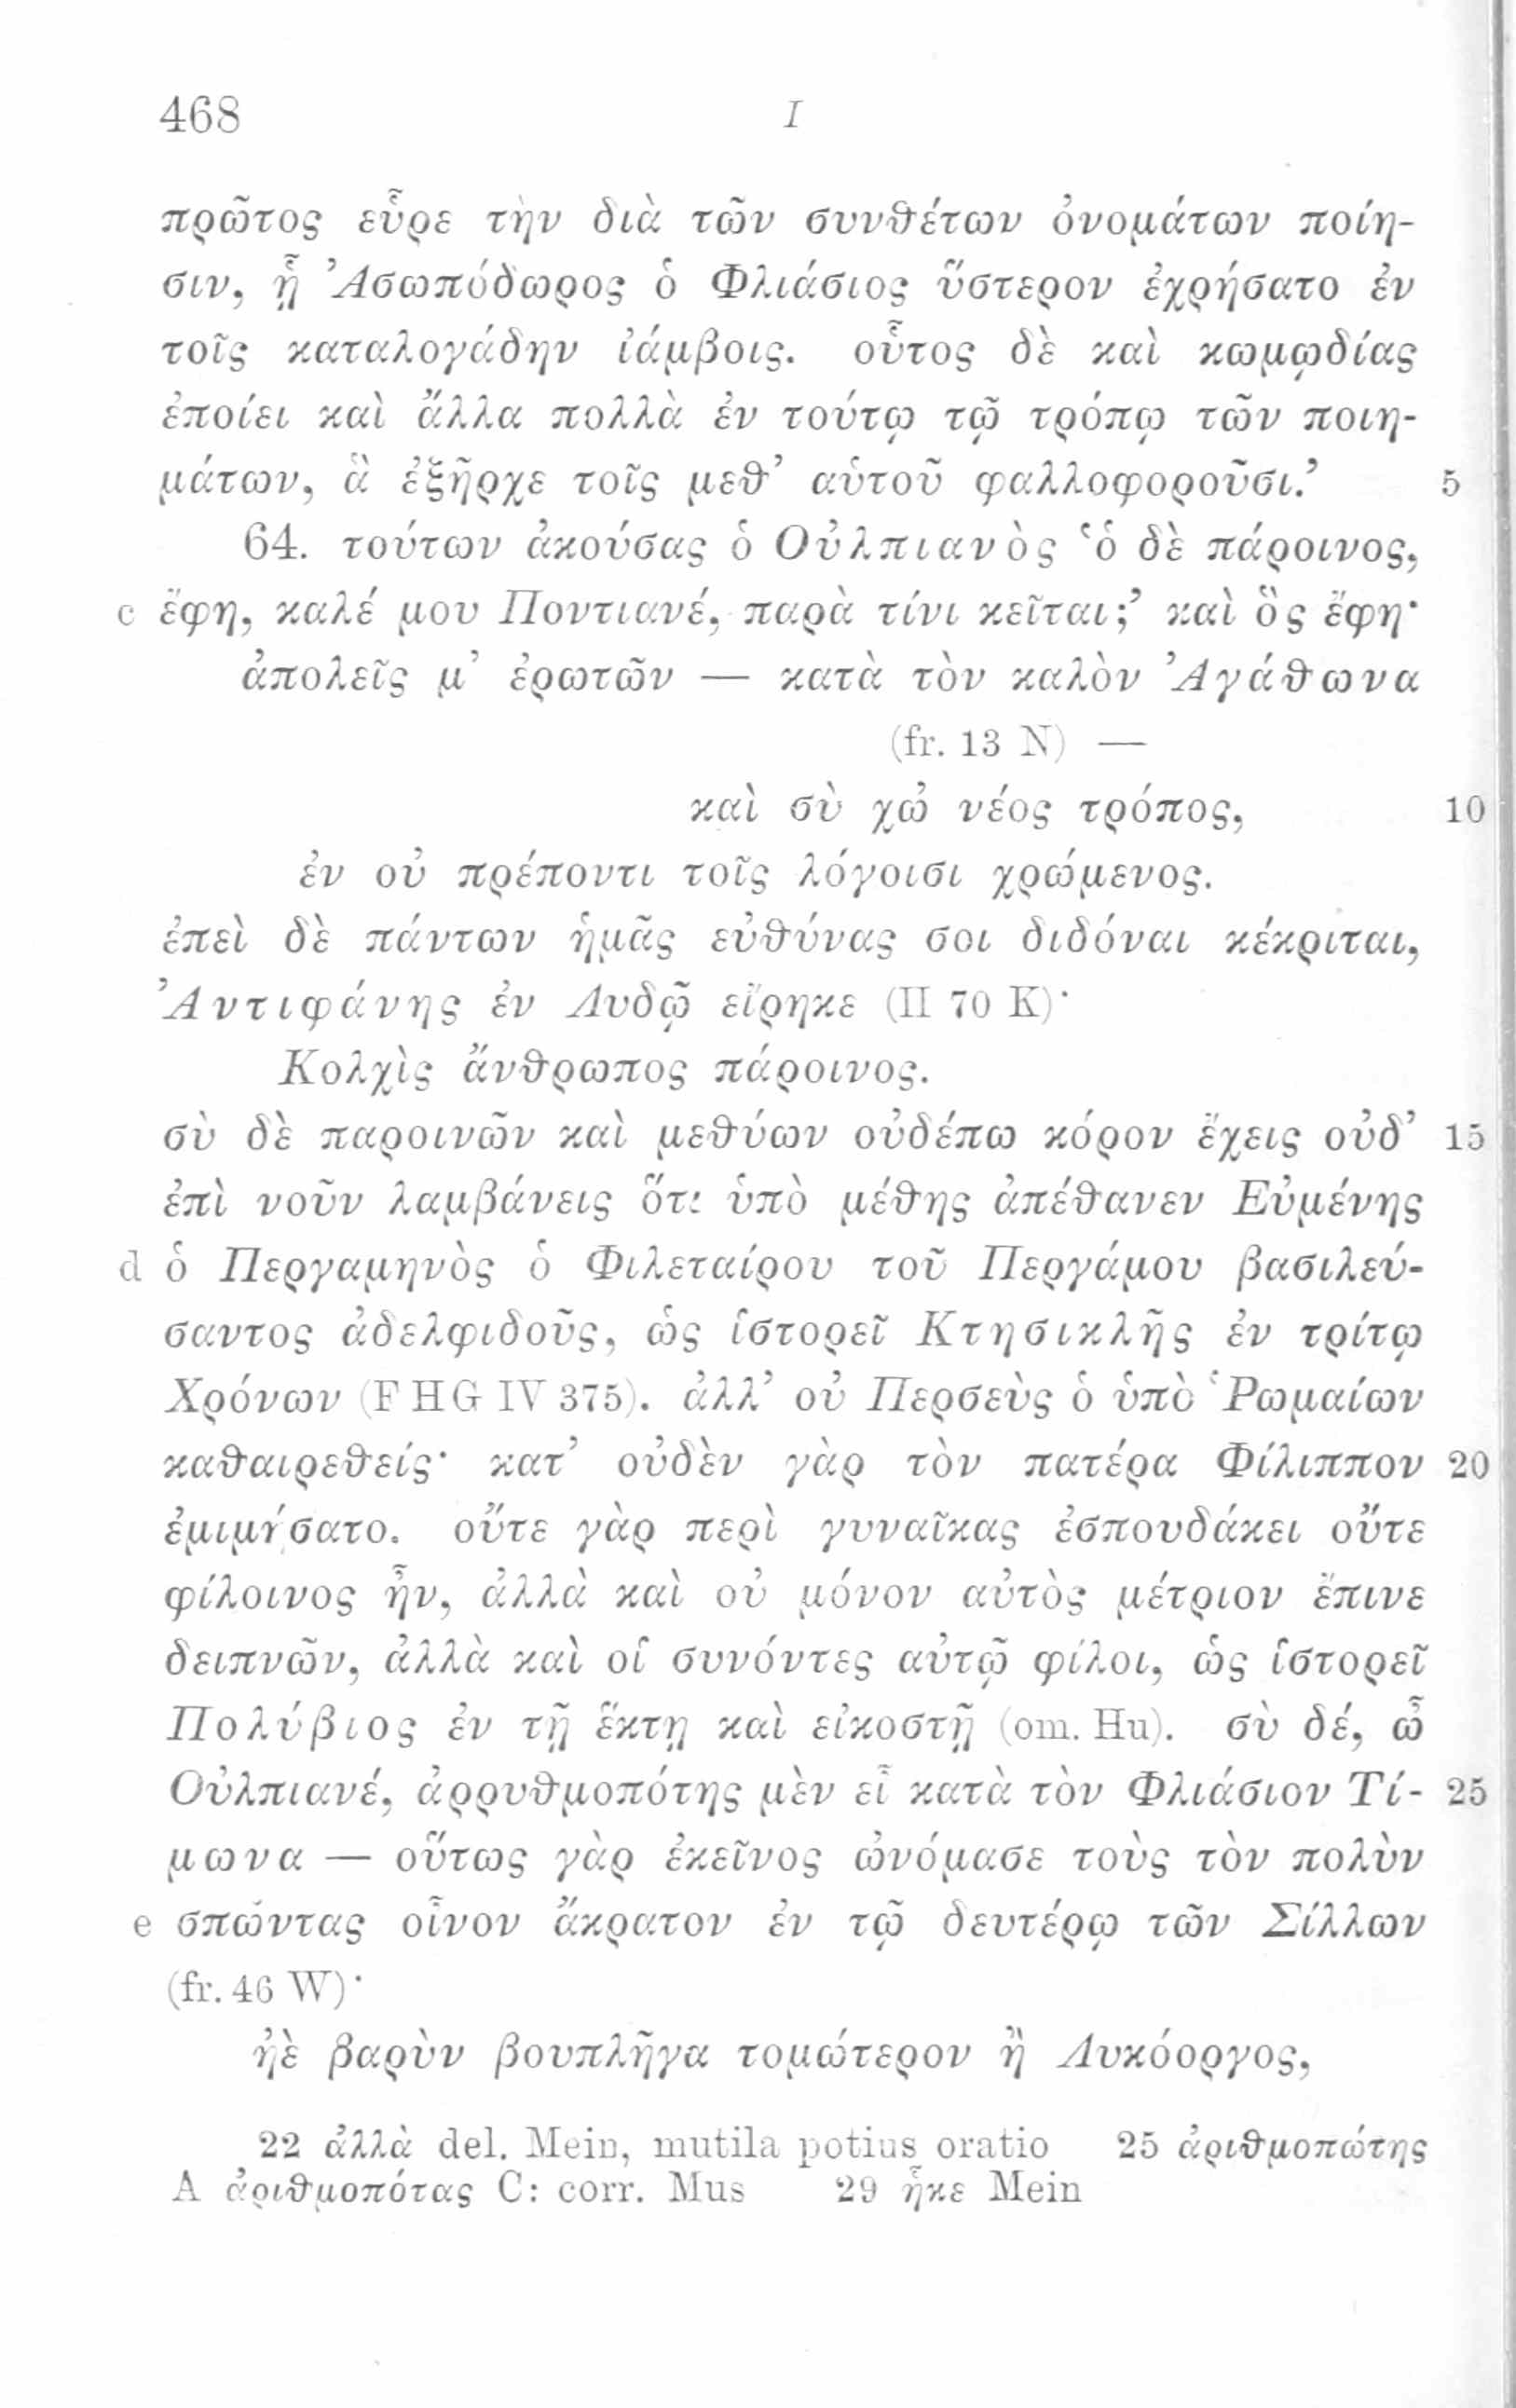 468 I
πρῶτος εὗρε τὴν διὰ τῶν συνθέτων ὀνομάτων ποίη-
σιν, ᾗ Ἀσωπόδωρος ὁ Φλιάσιος ὕστερον ἐχρήσατο ἐν
τοῖς καταλογάδην ἰάμβοις. οὗτος δὲ καὶ κωμῳδίας
ἐποίει καὶ ἄλλα πολλὰ ἐν τούτῳ τῷ τρόπῳ τῶν ποιη-
μάτων, ἃ ἐξῆρχε τοῖς μεθ’ αὑτοῦ φαλλοφοροῦσι.’ 5
64. τούτων ἀκούσας ὁ Οὐλπιανὸς ‘ὁ δὲ πάροινος,
c ἔφη, καλέ μου Ποντιανέ, παρὰ τίνι κεῖται;’ καὶ ὃς ἔφη·
ἀπολεῖς μ’ ἐρωτῶν — κατὰ τὸν καλὸν Ἀγάθωνα
(fr. 13 N) —
καὶ σὺ χὠ νέος τρόπος, 10
ἐν οὐ πρέποντι τοῖς λόγοισι χρώμενος.
ἐπεὶ δὲ πάντων ἡμᾶς εὐθύνας σοι διδόναι κέκριται,
Ἀντιφάνης ἐν Λυδῷ εἴρηκε (II 70 K)·
Κολχὶς ἄνθρωπος πάροινος.
σὺ δὲ παροινῶν καὶ μεθύων οὐδέπω κόρον ἔχεις οὐδ’ 15
ἐπὶ νοῦν λαμβάνεις ὅτι ὑπὸ μέθης ἀπέθανεν Εὐμένης
d ὁ Περγαμηνὸς ὁ Φιλεταίρου τοῦ Περγάμου βασιλεύ-
σαντος ἀδελφιδοῦς, ὡς ἱστορεῖ Κτησικλῆς ἐν τρίτῳ
Χρόνων (FHG IV 375). ἀλλ’ οὐ Περσεὺς ὁ ὑπὸ Ῥωμαίων
καθαιρεθείς· κατ’ οὐδὲν γὰρ τὸν πατέρα Φίλιππον 20
ἐμιμήσατο. οὔτε γὰρ περὶ γυναῖκας ἐσπουδάκει οὔτε
φίλοινος ἦν, ἀλλὰ καὶ οὐ μόνον αὐτὸς μέτριον ἔπινε
δειπνῶν, ἀλλὰ καὶ οἱ συνόντες αὐτῷ φίλοι, ὡς ἱστορεῖ
Πολύβιος ἐν τῇ ἕκτῃ καὶ εἰκοστῇ (om. Hu). σὺ δέ, ὦ
Οὐλπιανέ, ἀρρυθμοπότης μὲν εἶ κατὰ τὸν Φλιάσιον Τί- 25
μωνα — οὕτως γὰρ ἐκεῖνος ὠνόμασε τοὺς τὸν πολὺν
e σπῶντας οἶνον ἄκρατον ἐν τῷ δευτέρῳ τῶν Σίλλων
(fr. 46 W)·
ἠὲ βαρὺν βουπλῆγα τομώτερον ἢ Λυκόοργος,
22 ἀλλὰ del. Mein, mutila potius oratio 25 ἀριθμοπώτης
A ἀριθμοπότας C: corr. Mus 29 ἧκε Mein